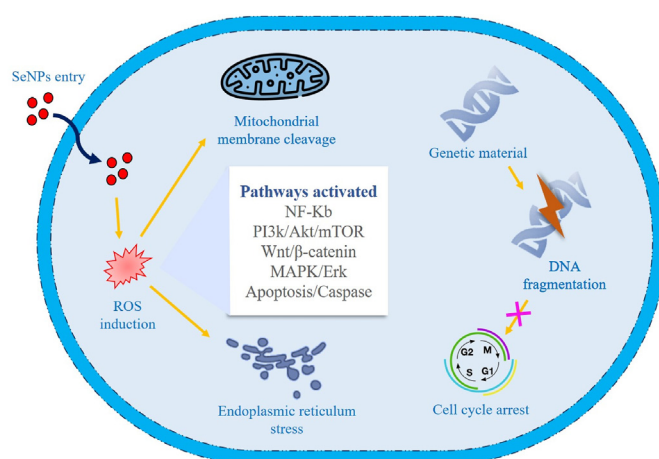 SeNPs entry
Mitochondrial
membrane cleavage
Genetic material
Pathways activated
NF-Kb
PI3k/Akt/mTOR
Wnt/β-catenin
MAPK/Erk
Apoptosis/Caspase
ROS
induction
DNA
fragmentation
Endoplasmic reticulum
stress
G2 M
S G1
Cell cycle arrest